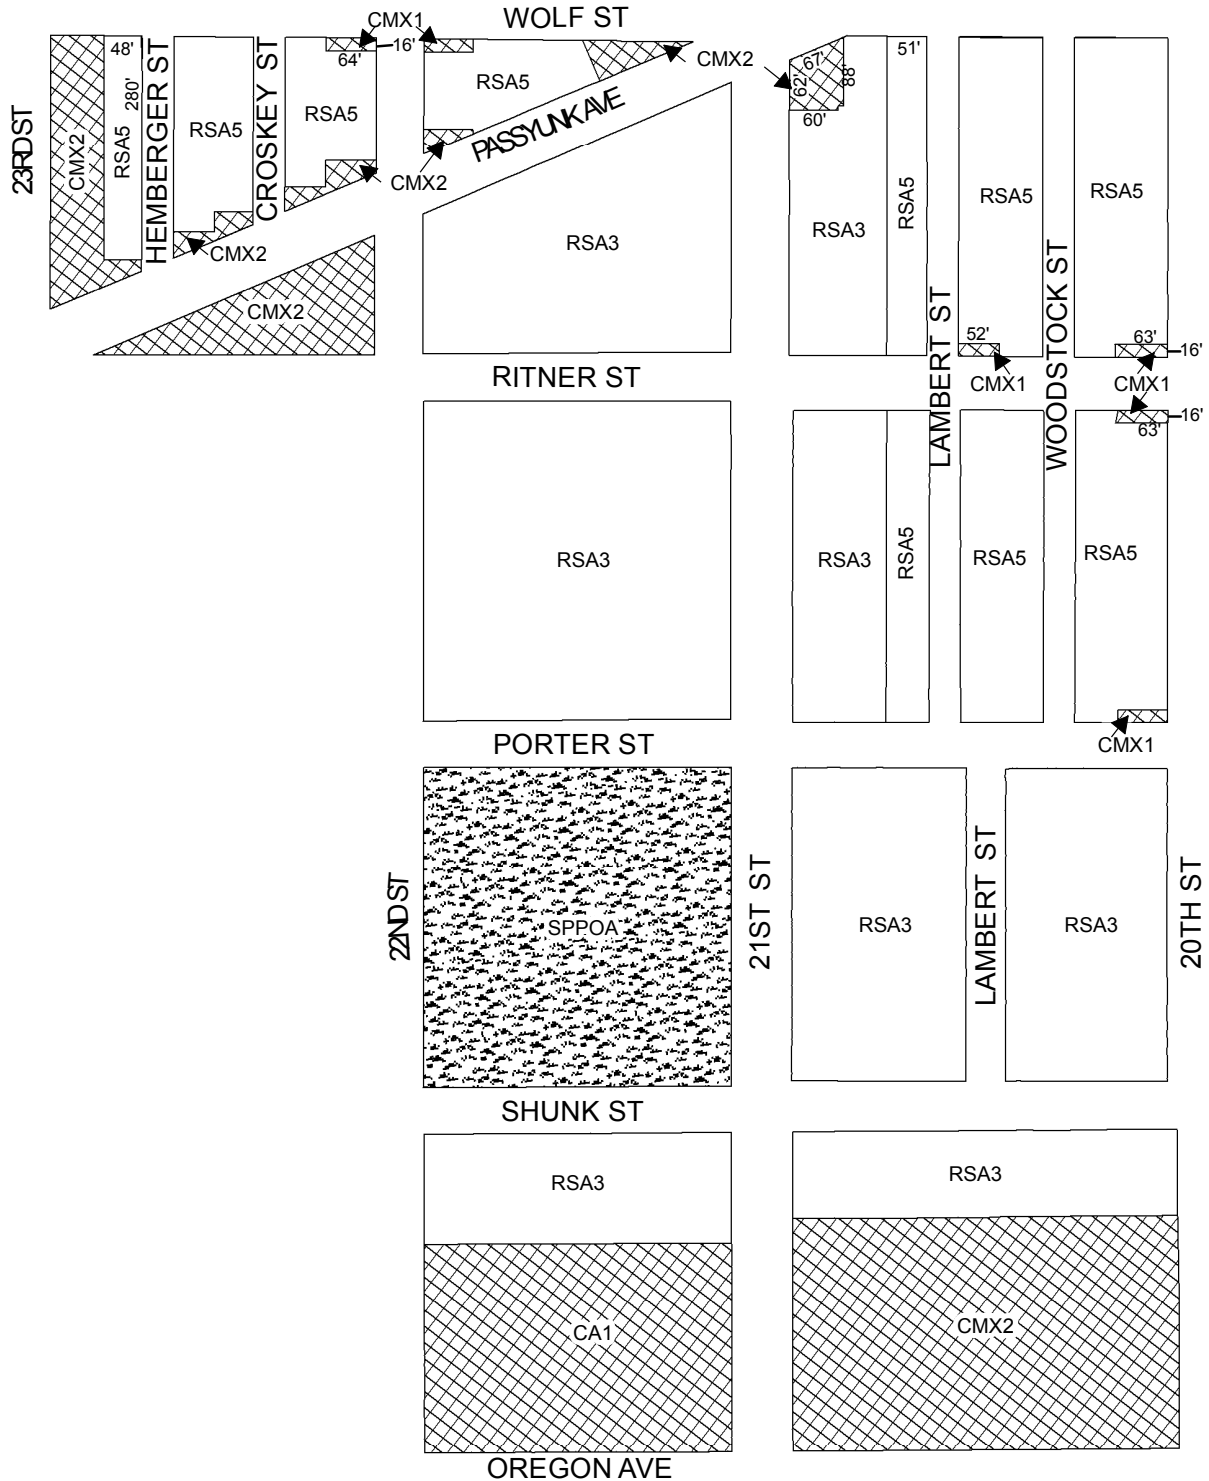 CMX1
WOLF ST
48'
16'
64'
CMX2
51'
67'
62'
88'
60'
RSA5
280'
23RD ST
CMX2
RSA5
HEMBERGER ST
RSA5
CROSKEY ST
RSA5
PASSYUNK AVE
CMX2
CMX2
CMX2
RSA3
RSA3
RSA5
RSA5
RSA5
LAMBERT ST
WOODSTOCK ST
52'
63'
16'
CMX1
CMX1
RITNER ST
16'
63'
RSA3
RSA3
RSA5
RSA5
RSA5
CMX1
PORTER ST
22ND ST
SPPOA
21ST ST
RSA3
LAMBERT ST
RSA3
20TH ST
SHUNK ST
RSA3
RSA3
CA1
CMX2
OREGON AVE